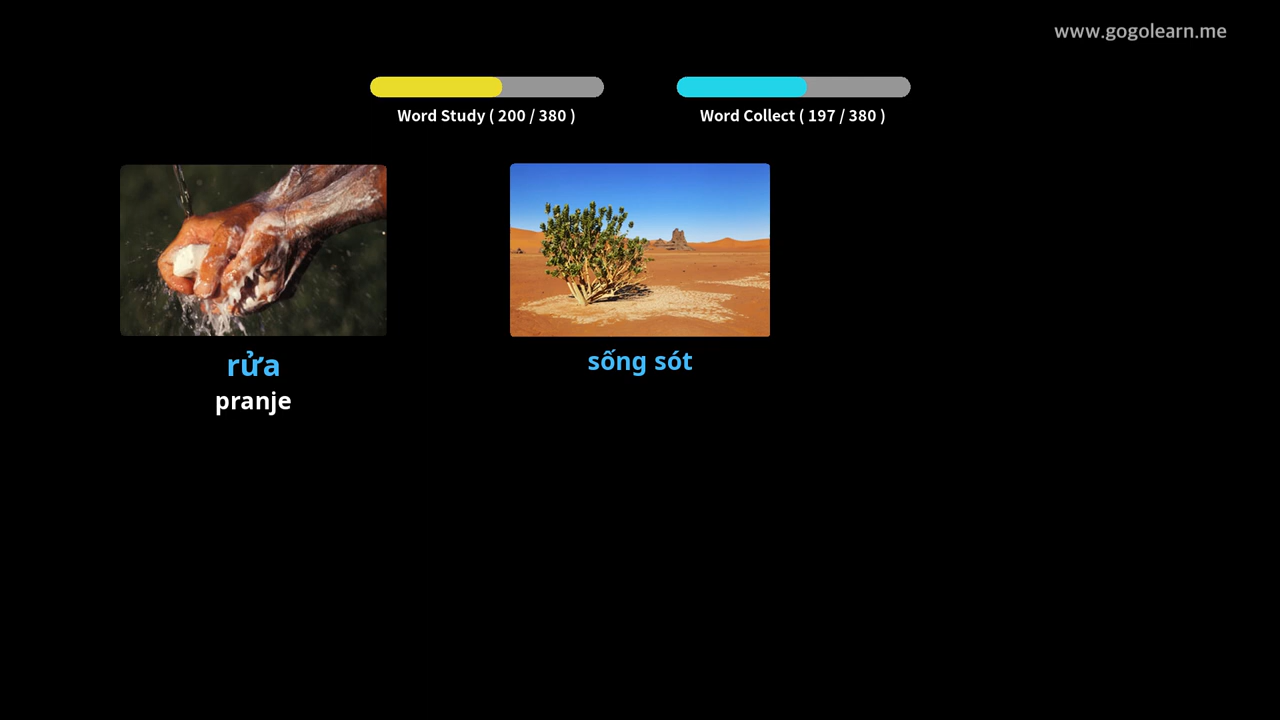 www.gogolearn.me
Word Study ( 200 / 380 )
Word Collect ( 197 / 380 )
rửa
pranje
sống sót